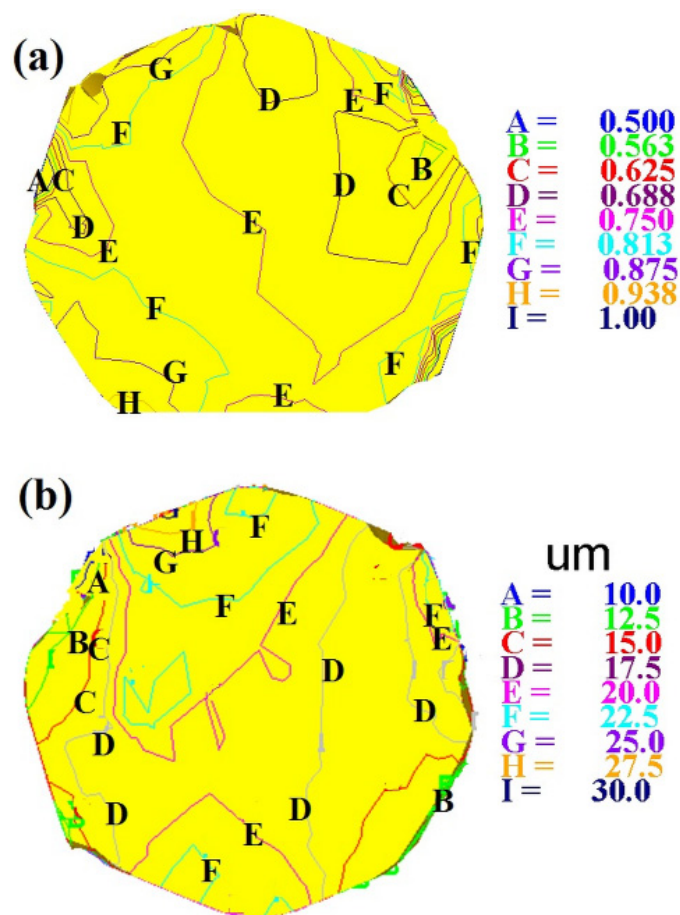 (a)
G
D
E
F
F
B
A
C
D
C
D
E
E
F
F
F
G
H
E
A = 0.500
B = 0.563
C = 0.625
D = 0.688
E = 0.750
F = 0.813
G = 0.875
H = 0.938
I = 1.00
(b)
F
H
G
A
F
E
F
E
B
C
D
C
D
D
B
D
D
E
F
um
A = 10.0
B = 12.5
C = 15.0
D = 17.5
E = 20.0
F = 22.5
G = 25.0
H = 27.5
I = 30.0